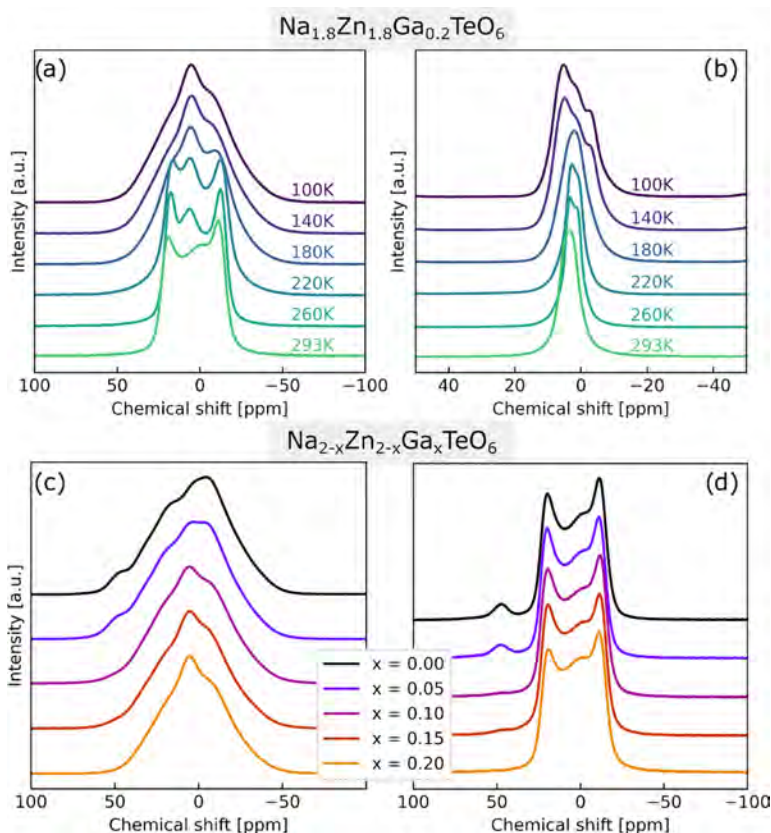 Na1.8Zn1.8Ga0.2TeO6
(a)
(b)
Intensity [a.u.]
100K
140K
180K
220K
260K
293K
100 50 0 −50 −100
Chemical shift [ppm]
Intensity [a.u.]
100K
140K
180K
220K
260K
293K
40 20 0 −20 −40
Chemical shift [ppm]
Na2-xZn2-xGaxTeO6
(c)
(d)
Intensity [a.u.]
x = 0.00
x = 0.05
x = 0.10
x = 0.15
x = 0.20
100 50 0 −50
Chemical shift [ppm]
100 50 0 −50 −100
Chemical shift [ppm]